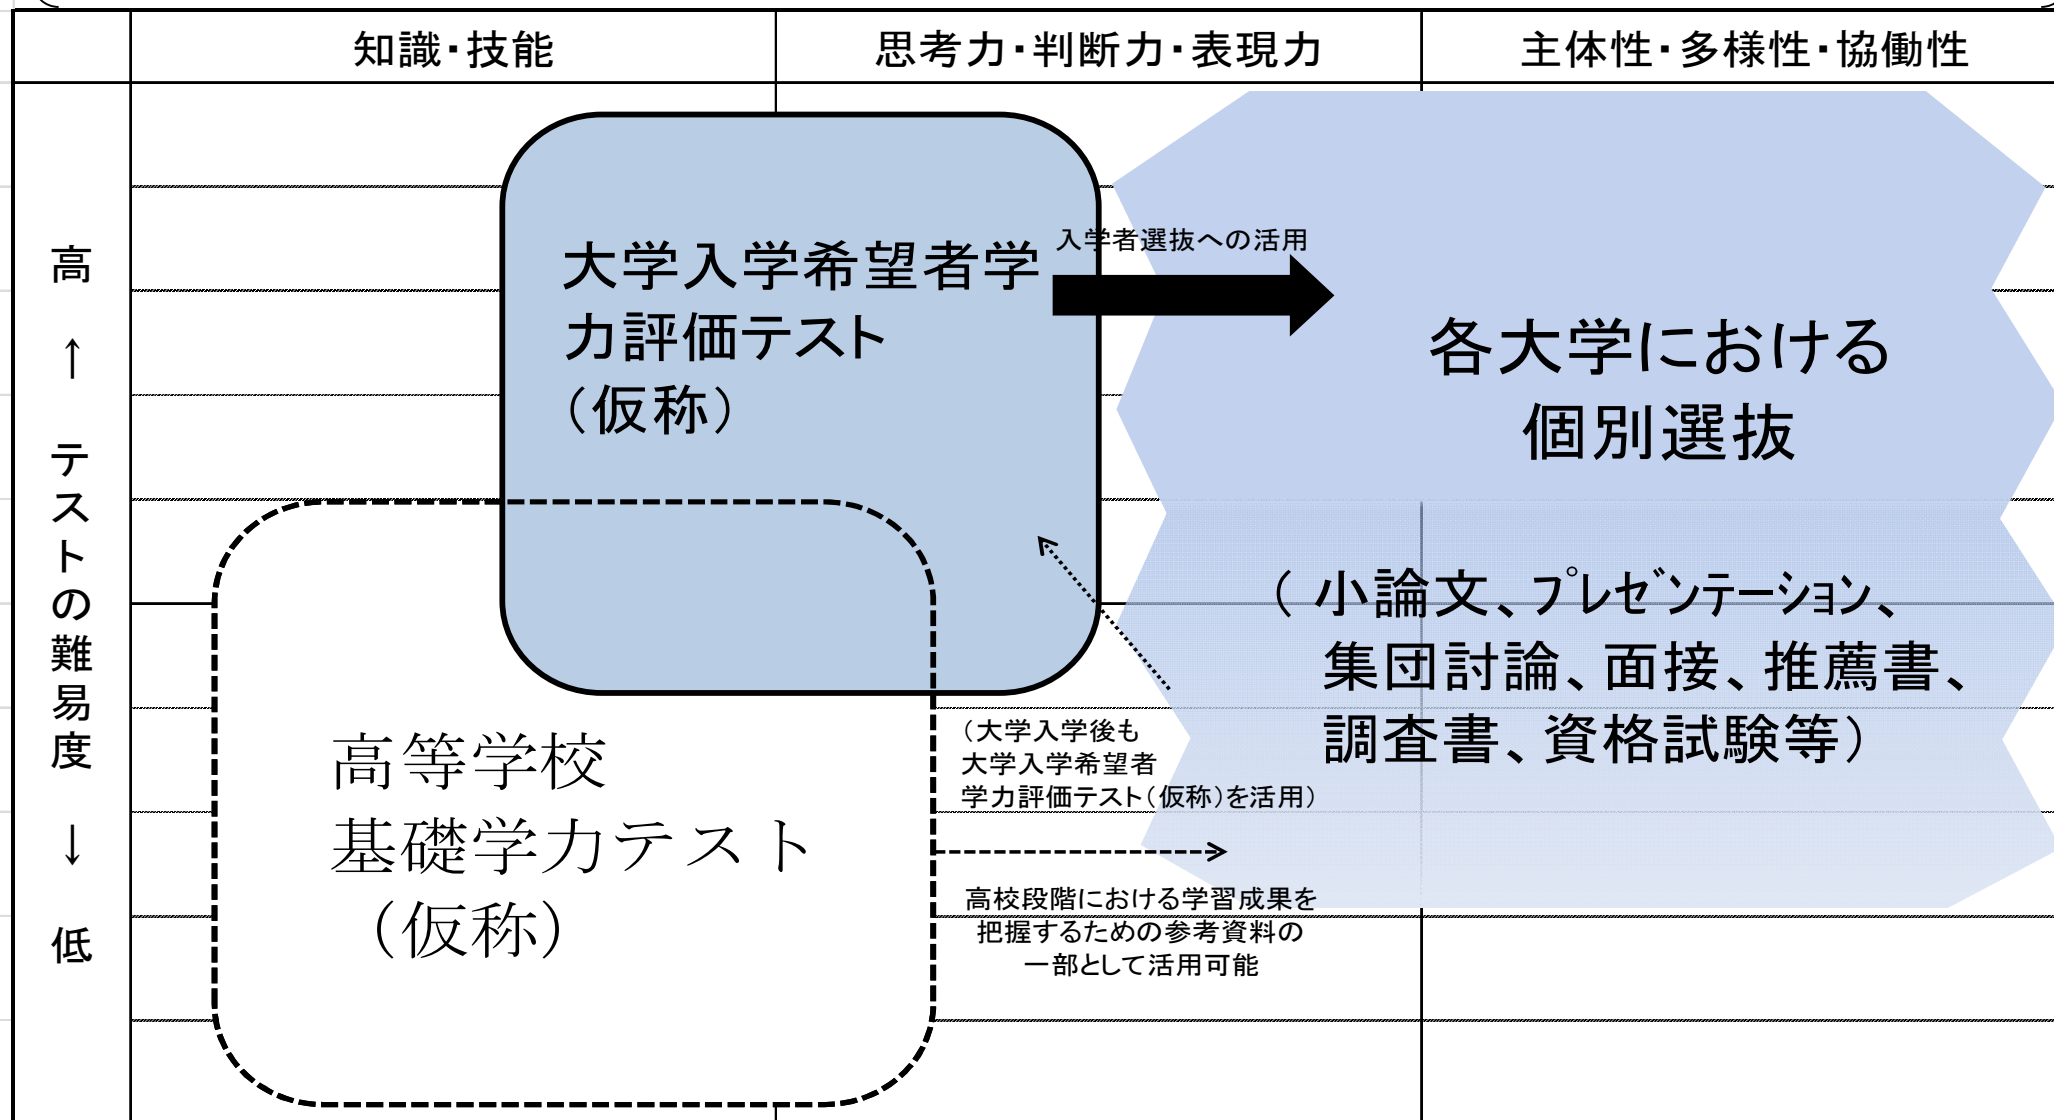 知識・技能
思考力・判断力・表現力
主体性・多様性・協働性
高
↑
テストの難易度
↓
低
大学入学希望者学
力評価テスト
（仮称）
入学者選抜への活用
各大学における
個別選抜
（小論文、プレゼンテーション、
集団討論、面接、推薦書、
調査書、資格試験等）
高等学校
基礎学力テスト
（仮称）
（大学入学後も
大学入学希望者
学力評価テスト（仮称）を活用）
高校段階における学習成果を
把握するための参考資料の
一部として活用可能